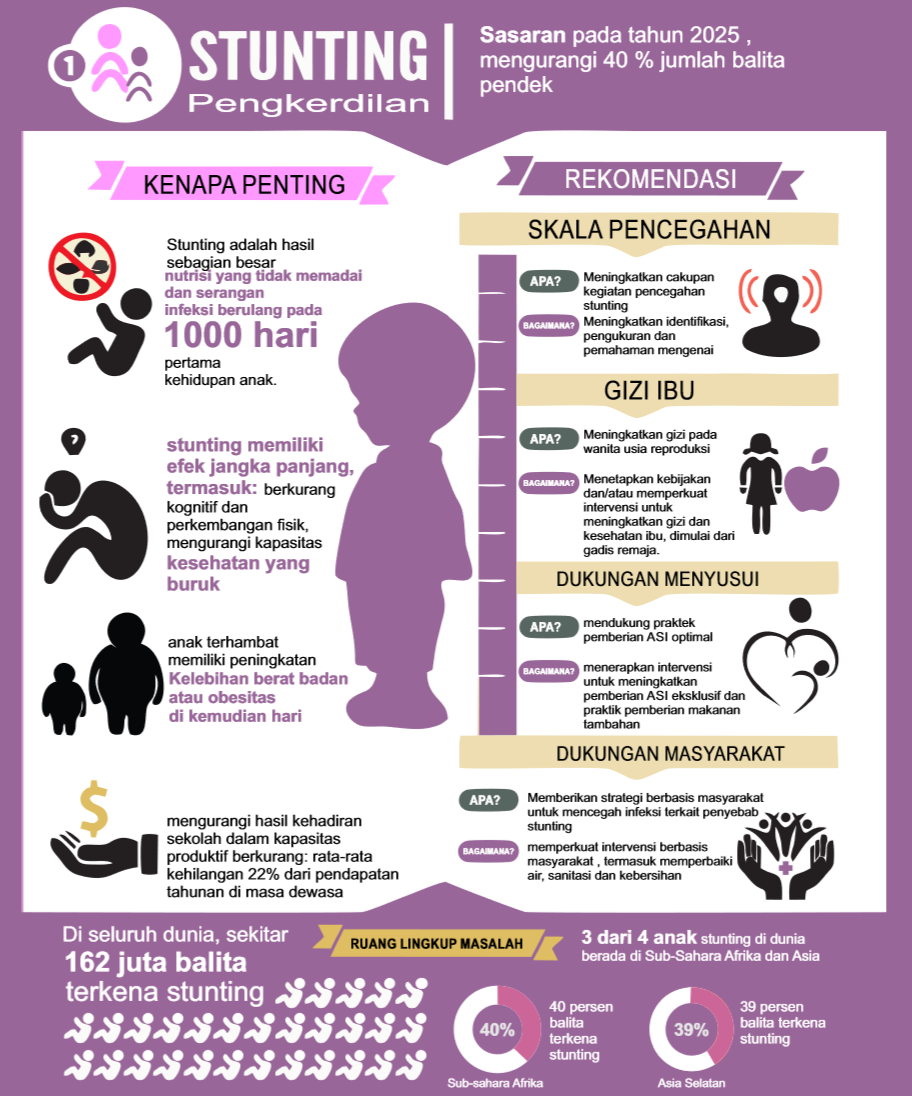 1
STUNTING
Pengkerdilan
Sasaran pada tahun 2025 ,
mengurangi 40 % jumlah balita
pendek
KENAPA PENTING
Stunting adalah hasil
sebagian besar
nutrisi yang tidak memadai
dan serangan
infeksi berulang pada
1000 hari
pertama
kehidupan anak.
?
stunting memiliki
efek jangka panjang,
termasuk: berkurang
kognitif dan
perkembangan fisik,
mengurangi kapasitas
kesehatan yang
buruk
anak terhambat
memiliki peningkatan
Kelebihan berat badan
atau obesitas
di kemudian hari
$
mengurangi hasil kehadiran
sekolah dalam kapasitas
produktif berkurang: rata-rata
kehilangan 22% dari pendapatan
tahunan di masa dewasa
REKOMENDASI
SKALA PENCEGAHAN
APA?
Meningkatkan cakupan
kegiatan pencegahan
stunting
BAGAIMANA?
Meningkatkan identifikasi,
pengukuran dan
pemahaman mengenai
GIZI IBU
APA?
Meningkatkan gizi pada
wanita usia reproduksi
BAGAIMANA?
Menetapkan kebijakan
dan/atau memperkuat
intervensi untuk
meningkatkan gizi dan
kesehatan ibu, dimulai dari
gadis remaja.
DUKUNGAN MENYUSUI
APA?
mendukung praktek
pemberian ASI optimal
BAGAIMANA?
menerapkan intervensi
untuk meningkatkan
pemberian ASI eksklusif dan
praktik pemberian makanan
tambahan
DUKUNGAN MASYARAKAT
APA?
Memberikan strategi berbasis masyarakat
untuk mencegah infeksi terkait penyebab
stunting
BAGAIMANA?
memperkuat intervensi berbasis
masyarakat , termasuk memperbaiki
air, sanitasi dan kebersihan
Di seluruh dunia, sekitar
162 juta balita
terkena stunting
RUANG LINGKUP MASALAH
3 dari 4 anak stunting di dunia
berada di Sub-Sahara Afrika dan Asia
40%
40 persen
balita
terkena
stunting
Sub-sahara Afrika
39%
39 persen
balita terkena
stunting
Asia Selatan